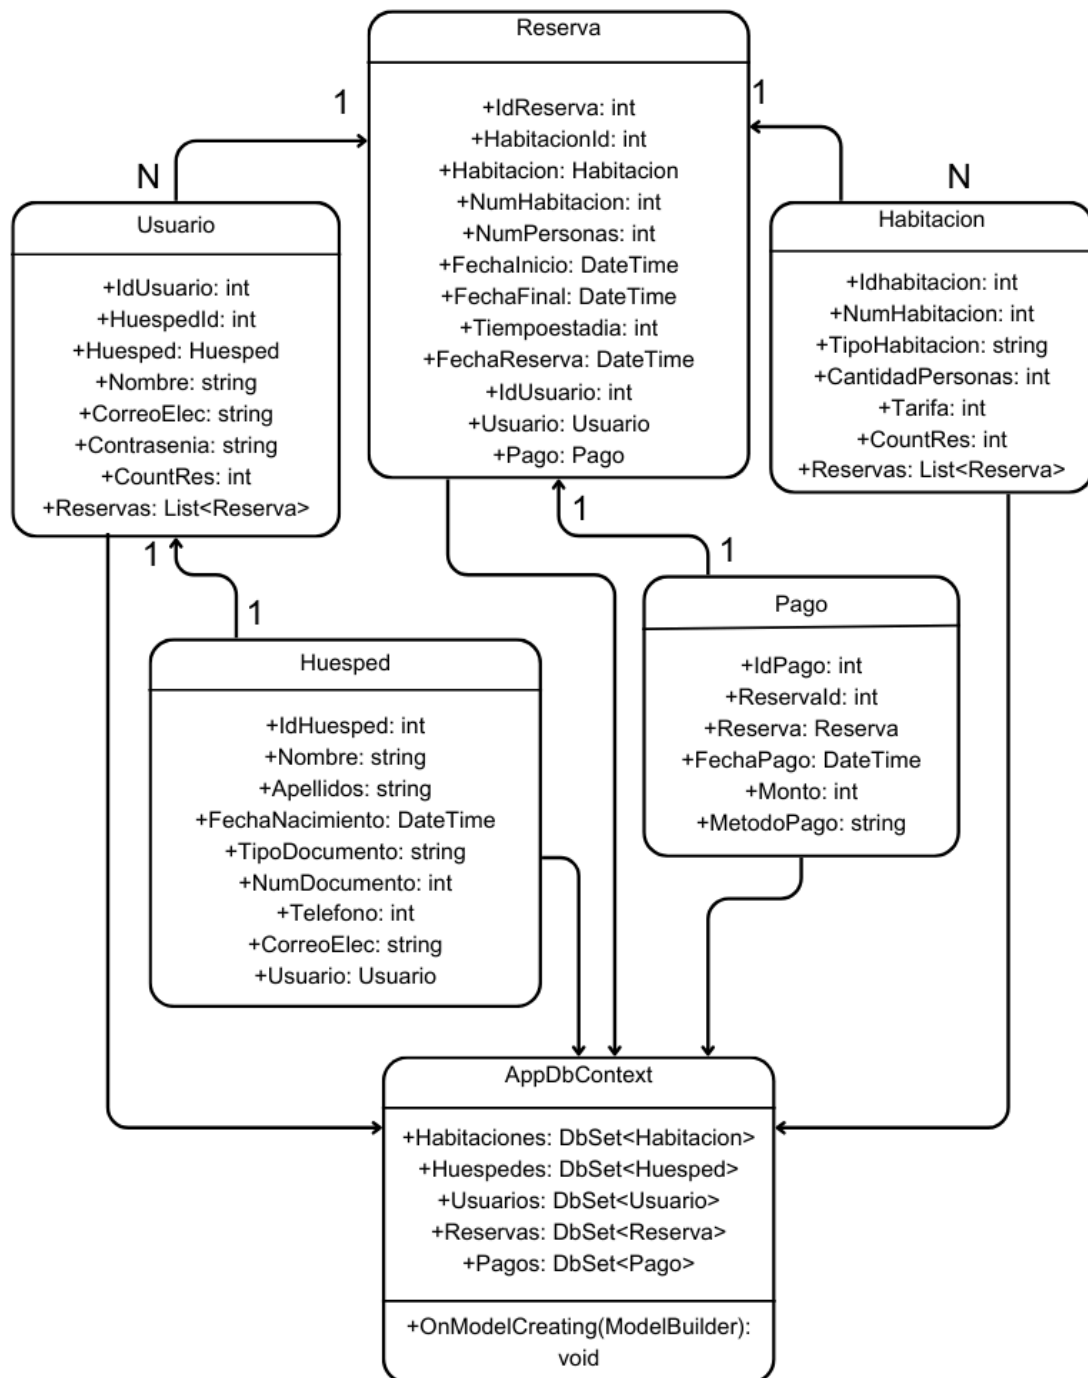 Reserva
+IdReserva: int
+HabitacionId: int
+Habitacion: Habitacion
+NumHabitacion: int
+NumPersonas: int
+FechaInicio: DateTime
+FechaFinal: DateTime
+Tiempoestadia: int
+FechaReserva: DateTime
+IdUsuario: int
+Usuario: Usuario
+Pago: Pago
1
1
N
N
Usuario
+IdUsuario: int
+HuespedId: int
+Huesped: Huesped
+Nombre: string
+CorreoElec: string
+Contrasenia: string
+CountRes: int
+Reservas: List<Reserva>
Habitacion
+Idhabitacion: int
+NumHabitacion: int
+TipoHabitacion: string
+CantidadPersonas: int
+Tarifa: int
+CountRes: int
+Reservas: List<Reserva>
1
1
1
1
Huesped
+IdHuesped: int
+Nombre: string
+Apellidos: string
+FechaNacimiento: DateTime
+TipoDocumento: string
+NumDocumento: int
+Telefono: int
+CorreoElec: string
+Usuario: Usuario
Pago
+IdPago: int
+ReservaId: int
+Reserva: Reserva
+FechaPago: DateTime
+Monto: int
+MetodoPago: string
AppDbContext
+Habitaciones: DbSet<Habitacion>
+Huespedes: DbSet<Huesped>
+Usuarios: DbSet<Usuario>
+Reservas: DbSet<Reserva>
+Pagos: DbSet<Pago>
+OnModelCreating(ModelBuilder):
void